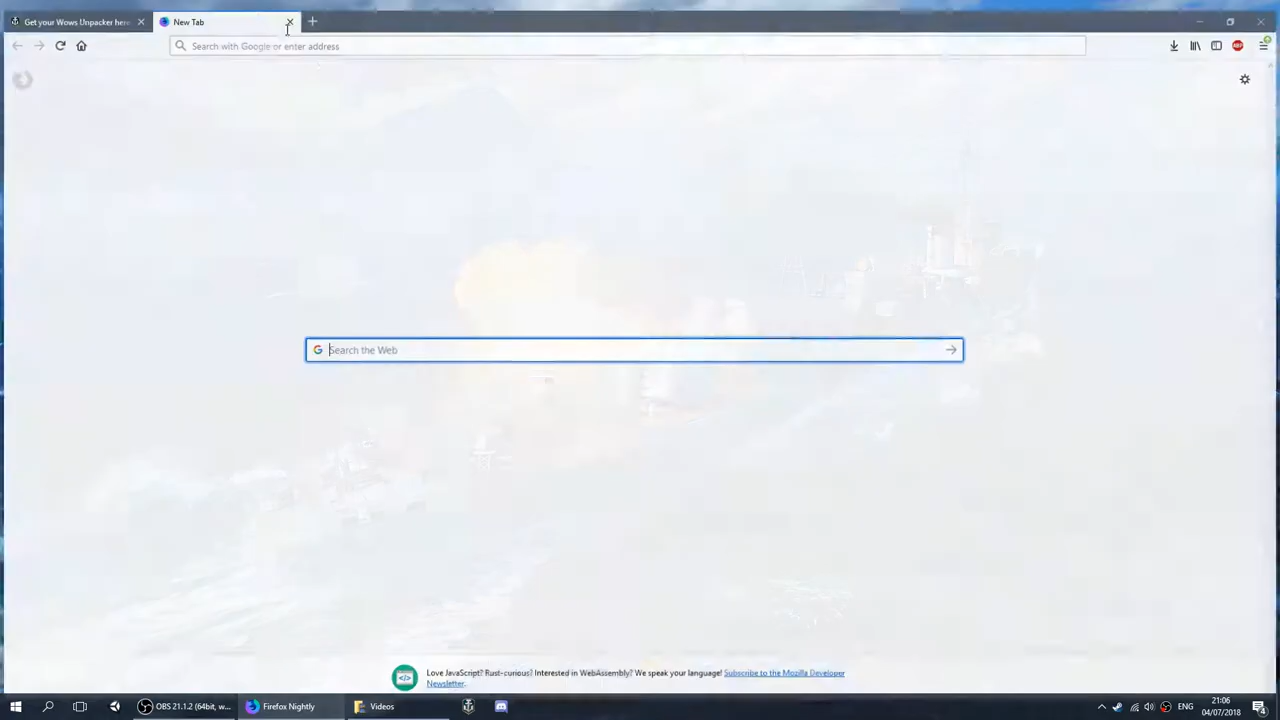 Get your Wows Unpacker here
New Tab
Search with Google or enter address
ABP
G Search the Web
Love JavaScript? Rust-curious? Interested in WebAssembly? We speak your language! Subscribe to the Mozilla Developer
Newsletter.
OBS 21.1.2 (64bit, w...
Firefox Nightly
Videos
ENG
21:06
04/07/2018
4